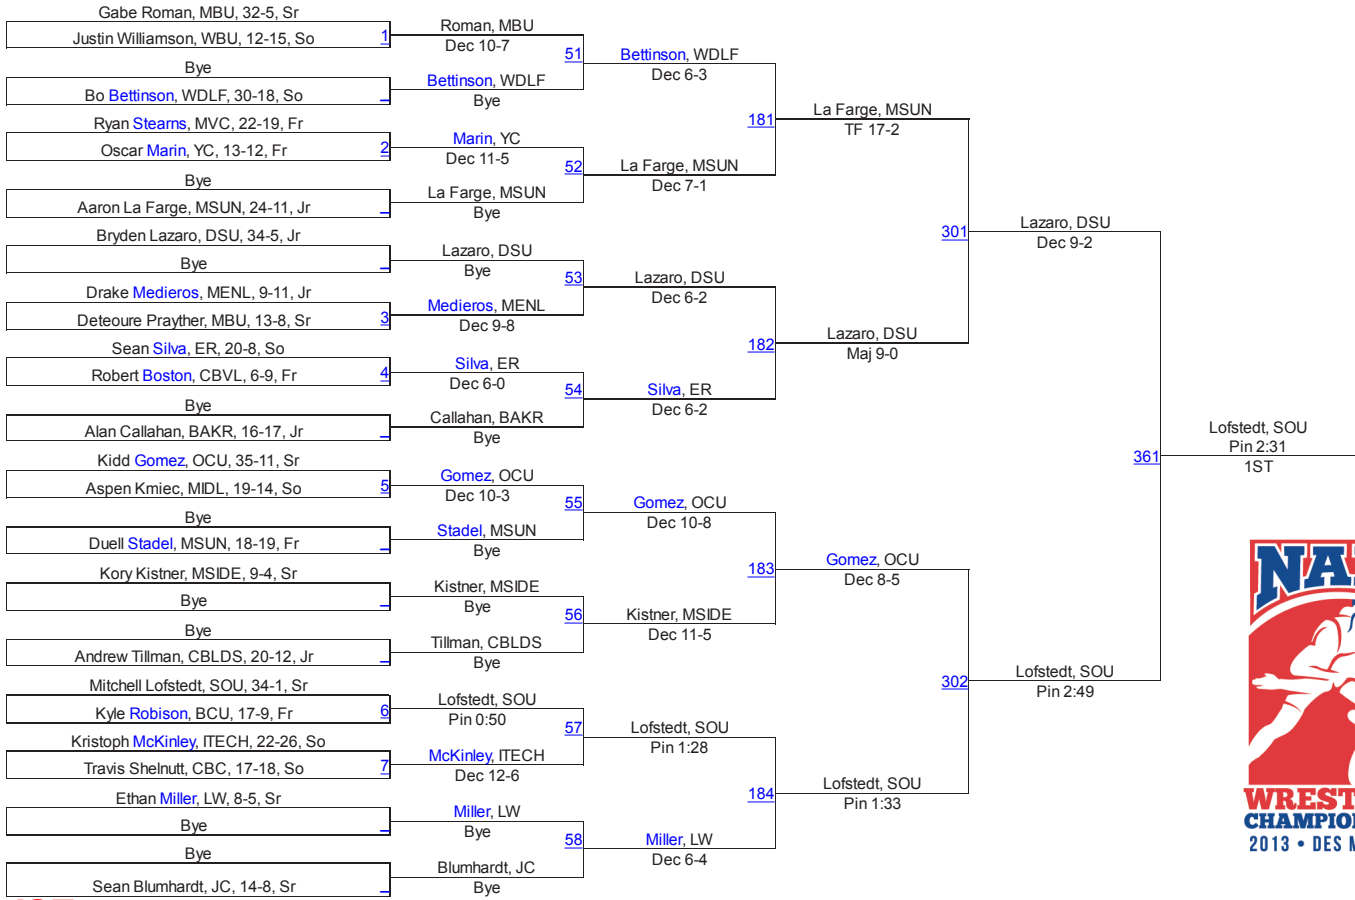 Gabe Roman, MBU, 32-5, Sr
Justin Williamson, WBU, 12-15, So
1
Bye
Bo Bettinson, WDLF, 30-18, So
Ryan Stearns, MVC, 22-19, Fr
Oscar Marin, YC, 13-12, Fr
2
Bye
Aaron La Farge, MSUN, 24-11, Jr
Bryden Lazaro, DSU, 34-5, Jr
Bye
Drake Medieros, MENL, 9-11, Jr
Deteoure Prayther, MBU, 13-8, Sr
3
Sean Silva, ER, 20-8, So
Robert Boston, CBVL, 6-9, Fr
4
Bye
Alan Callahan, BAKR, 16-17, Jr
Kidd Gomez, OCU, 35-11, Sr
Aspen Kmiec, MIDL, 19-14, So
5
Bye
Duell Stadel, MSUN, 18-19, Fr
Kory Kistner, MSIDE, 9-4, Sr
Bye
Bye
Andrew Tillman, CBLDS, 20-12, Jr
Mitchell Lofstedt, SOU, 34-1, Sr
Kyle Robison, BCU, 17-9, Fr
6
Kristoph McKinley, ITECH, 22-26, So
Travis Shelnutt, CBC, 17-18, So
7
Ethan Miller, LW, 8-5, Sr
Bye
Bye
Sean Blumhardt, JC, 14-8, Sr
Roman, MBU
Dec 10-7
51
Bettinson, WDLF
Bye
Marin, YC
Dec 11-5
52
La Farge, MSUN
Bye
Lazaro, DSU
Bye
53
Medieros, MENL
Dec 9-8
Silva, ER
Dec 6-0
54
Callahan, BAKR
Bye
Gomez, OCU
Dec 10-3
55
Stadel, MSUN
Bye
Kistner, MSIDE
Bye
56
Tillman, CBLDS
Bye
Lofstedt, SOU
Pin 0:50
57
McKinley, ITECH
Dec 12-6
Miller, LW
Bye
58
Blumhardt, JC
Bye
Bettinson, WDLF
Dec 6-3
181
La Farge, MSUN
Dec 7-1
Lazaro, DSU
Dec 6-2
182
Silva, ER
Dec 6-2
Gomez, OCU
Dec 10-8
183
Kistner, MSIDE
Dec 11-5
Lofstedt, SOU
Pin 1:28
184
Miller, LW
Dec 6-4
La Farge, MSUN
TF 17-2
301
Lazaro, DSU
Maj 9-0
Gomez, OCU
Dec 8-5
302
Lofstedt, SOU
Pin 1:33
Lazaro, DSU
Dec 9-2
361
Lofstedt, SOU
Pin 2:49
Lofstedt, SOU
Pin 2:31
1ST
NA
WREST
CHAMPIO
2013 • DES M